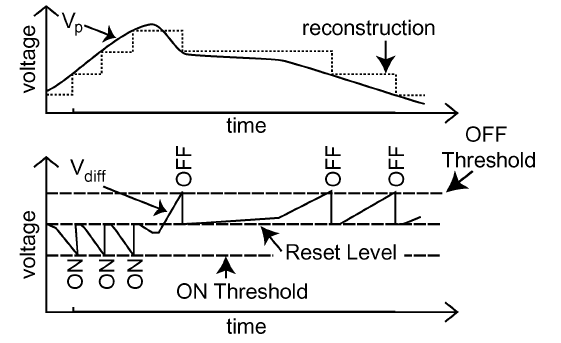 voltage
Vp
reconstruction
time
OFF
Threshold
voltage
Vdiff
OFF
OFF
OFF
ON
ON
ON
Reset Level
ON Threshold
time